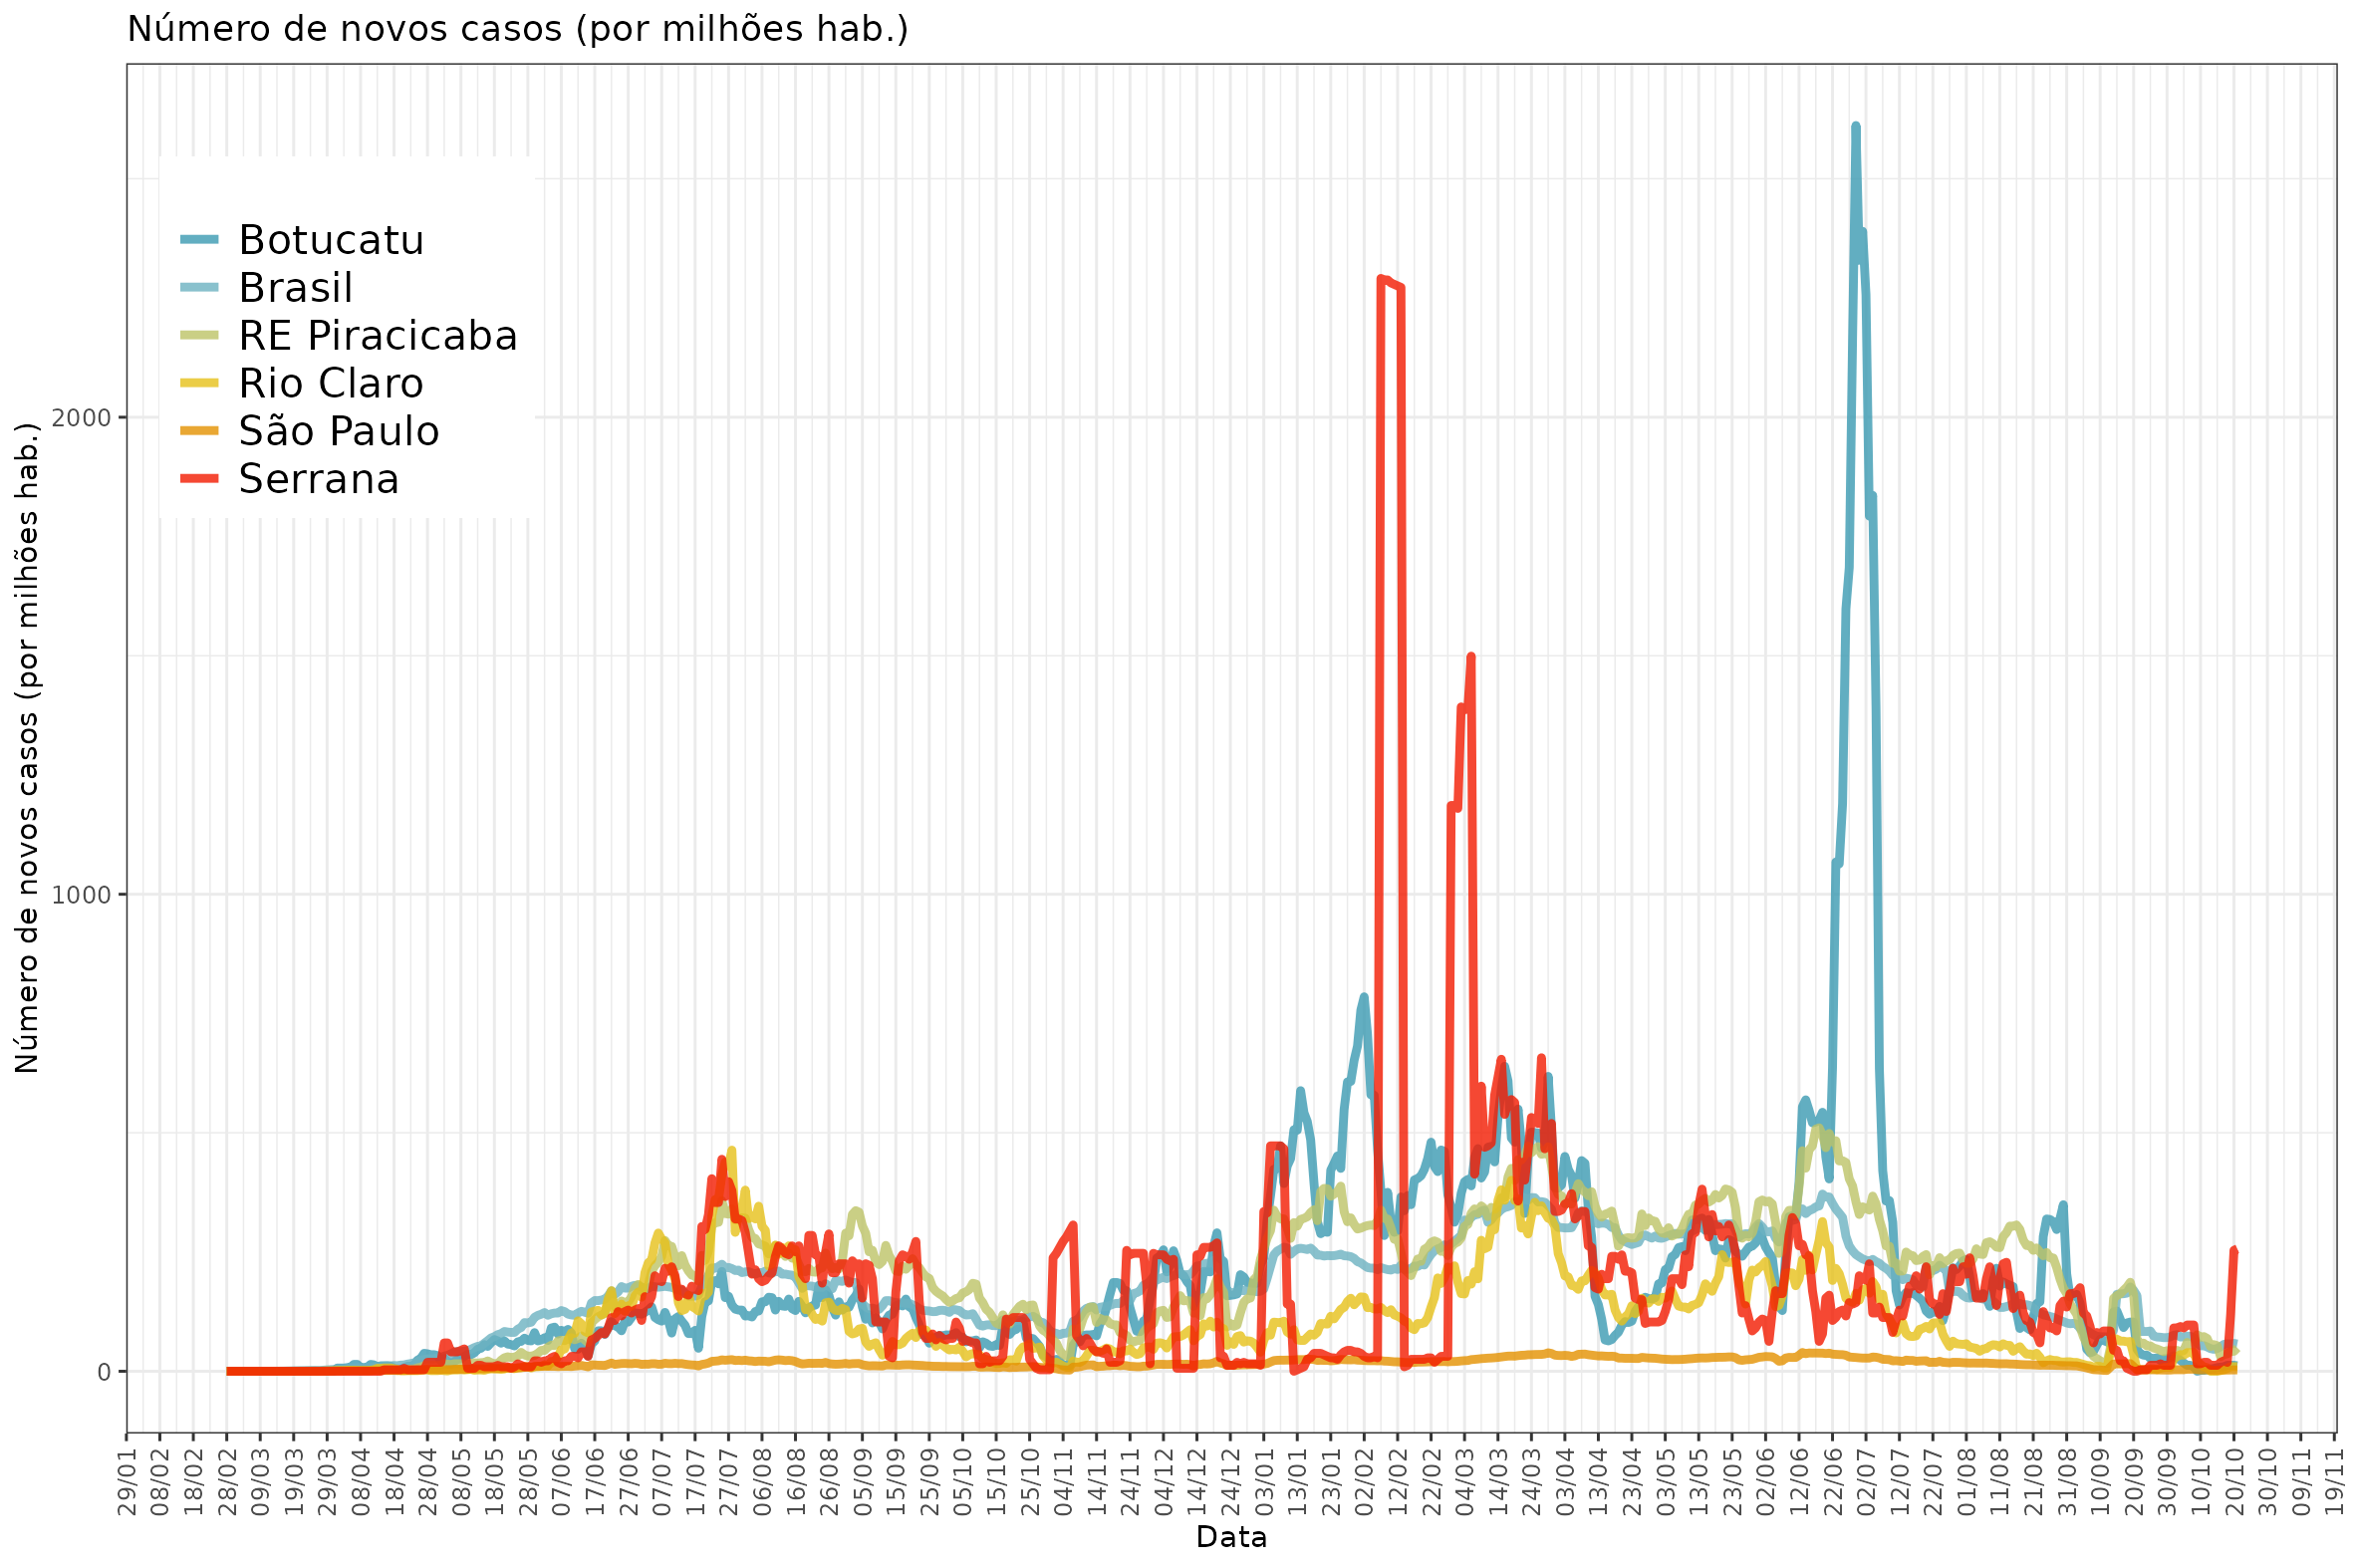 Número de novos casos (por milhões hab.)
Botucatu
Brasil
RE Piracicaba
Rio Claro
São Paulo
Serrana
Número de novos casos (por milhões hab.)
2000
1000
0
29/01 08/02 18/02 28/02 09/03 19/03 29/03 08/04 18/04 28/04 08/05 18/05 28/05 07/06 17/06 27/06 07/07 17/07 27/07 06/08 16/08 26/08 05/09 15/09 25/09 05/10 15/10 25/10 04/11 14/11 24/11 04/12 14/12 24/12 03/01 13/01 23/01 02/02 12/02 22/02 04/03 14/03 24/03 03/04 13/04 23/04 03/05 13/05 23/05 02/06 12/06 22/06 02/07 12/07 22/07 01/08 11/08 21/08 31/08 10/09 20/09 30/09 10/10 20/10 30/10 09/11 19/11
Data